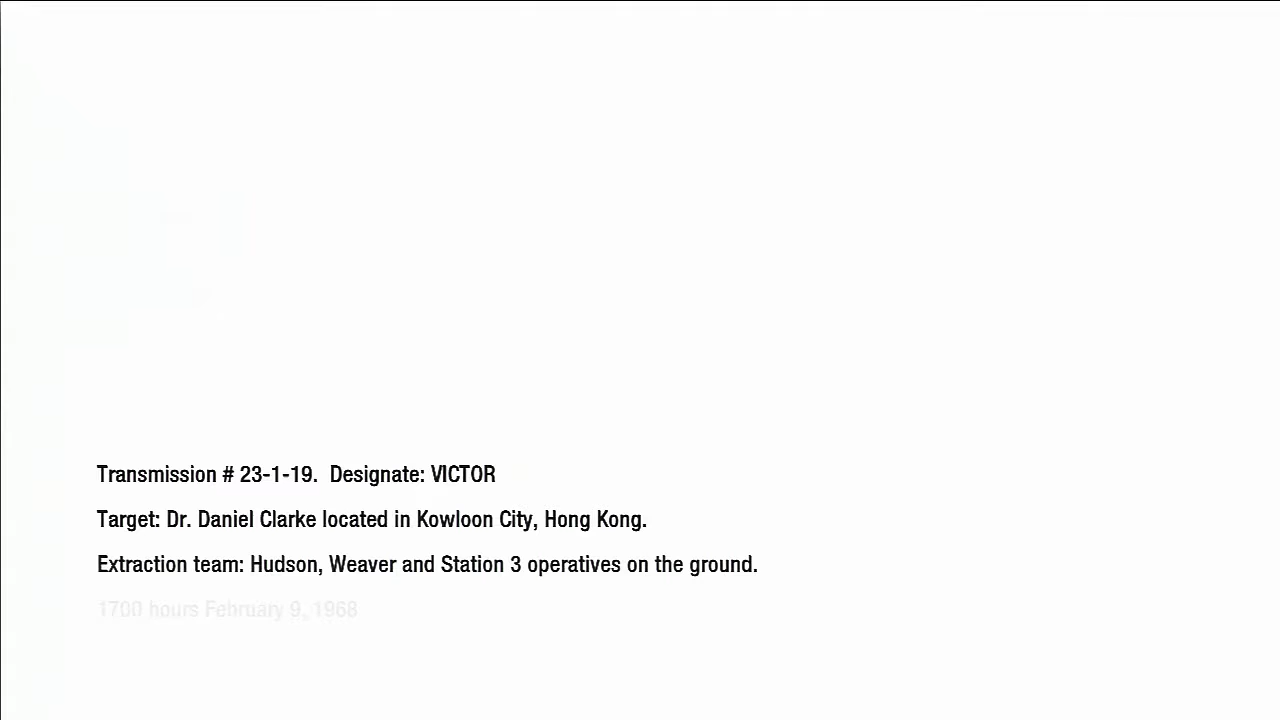 Transmission # 23-1-19.  Designate: VICTOR
Target: Dr. Daniel Clarke located in Kowloon City, Hong Kong.
Extraction team: Hudson, Weaver and Station 3 operatives on the ground.
1700 hours February 9, 1968